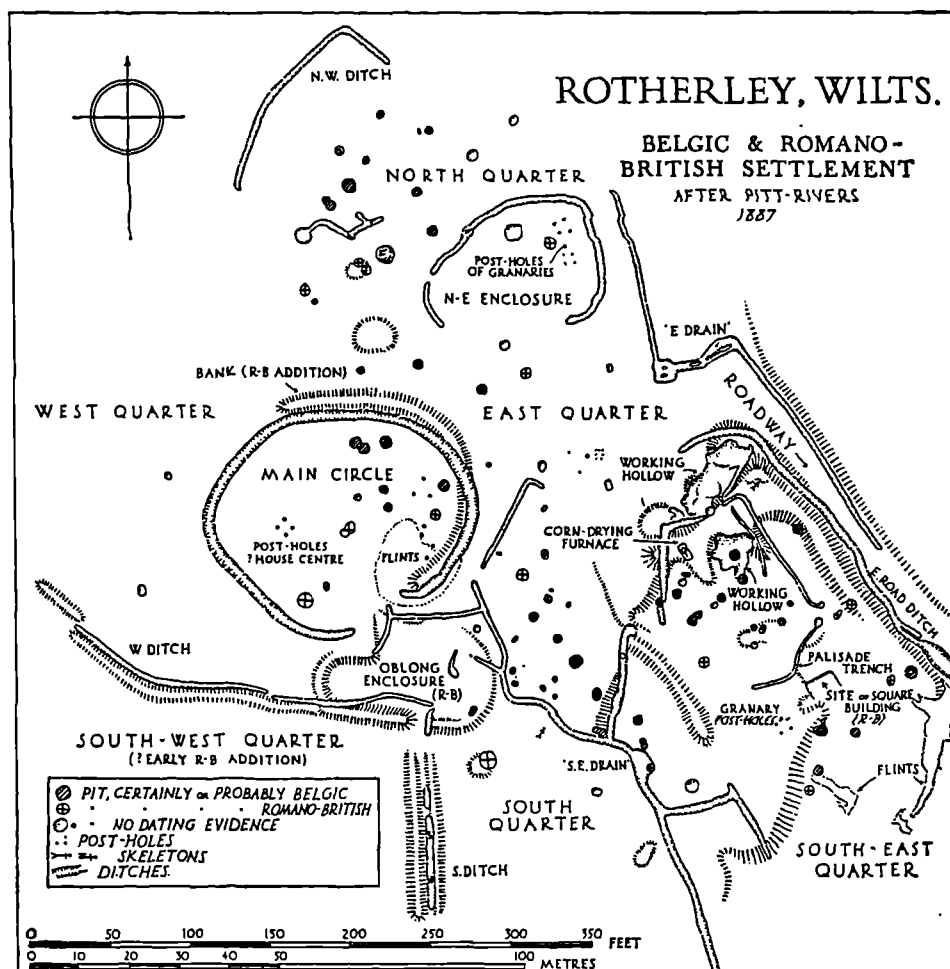 ROTHERLEY, WILTS.
BELGIC & ROMANO-
BRITISH SETTLEMENT
AFTER PITT-RIVERS
1887
N.W. DITCH
NORTH QUARTER
POST-HOLES
OF GRANARIES
N-E ENCLOSURE
"E DRAIN"
ROADWAY →
BANK (R-B ADDITION)
WEST QUARTER
EAST QUARTER
MAIN CIRCLE
POST-HOLES
? HOUSE CENTRE
FLINTS
WORKING
HOLLOW
CORN-DRYING
FURNACE
WORKING
HOLLOW
E. ROAD DITCH
W DITCH
OBLONG
ENCLOSURE
(R-B)
PALISADE
TRENCH
SITE OF SQUARE
BUILDING
(R-B)
GRANARY
POST-HOLES
FLINTS
SOUTH-WEST QUARTER
(? EARLY R-B ADDITION)
"S.E. DRAIN"
SOUTH
QUARTER
SOUTH-EAST
QUARTER
S. DITCH
PIT, CERTAINLY OR PROBABLY BELGIC
" " " ROMANO-BRITISH
" NO DATING EVIDENCE
POST-HOLES
SKELETONS
DITCHES
0 50 100 150 200 250 300 350 FEET
0 10 20 30 40 50 100 METRES